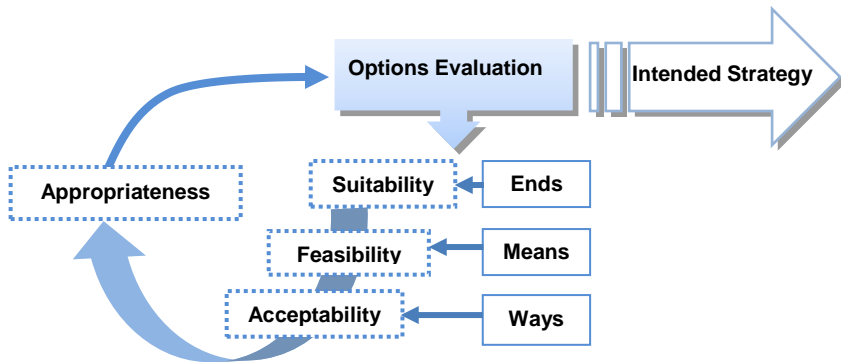 Options Evaluation
Intended Strategy
Appropriateness
Suitability
Ends
Feasibility
Means
Acceptability
Ways